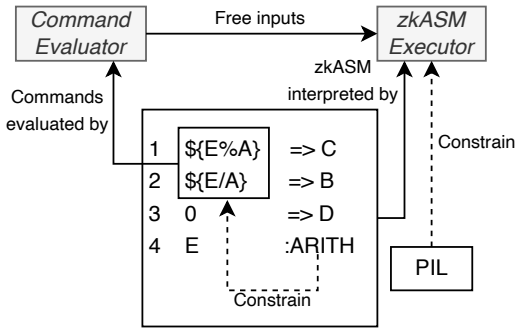 Command
Evaluator
Free inputs
zkASM
Executor
Commands
evaluated by
zkASM
interpreted by
Constrain
1 ${E%A} => C
2 ${E/A} => B
3 0 => D
4 E :ARITH
Constrain
PIL